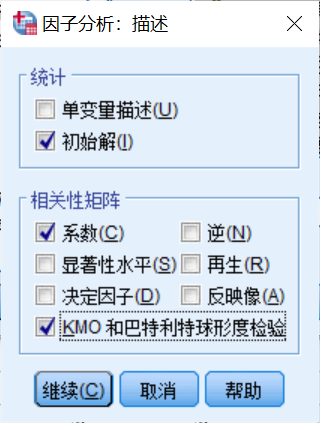 因子分析：描述
统计
单变量描述(U)
初始解(I)
相关性矩阵
系数(C) 逆(N)
显著性水平(S) 再生(R)
决定因子(D) 反映像(A)
KMO 和巴特利特球形度检验
继续(C) 取消 帮助